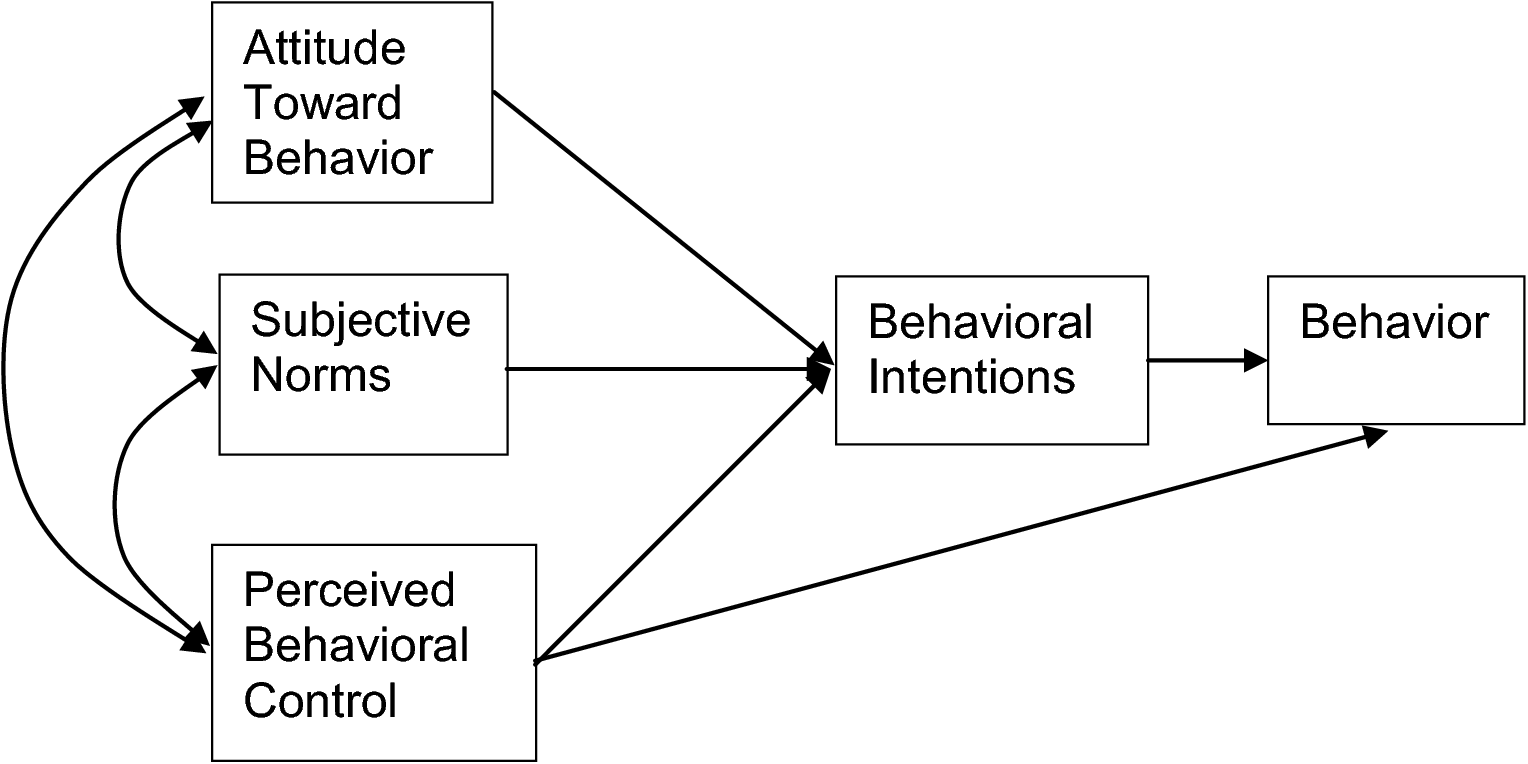 Attitude
Toward
Behavior
Subjective
Norms
Perceived
Behavioral
Control
Behavioral
Intentions
Behavior